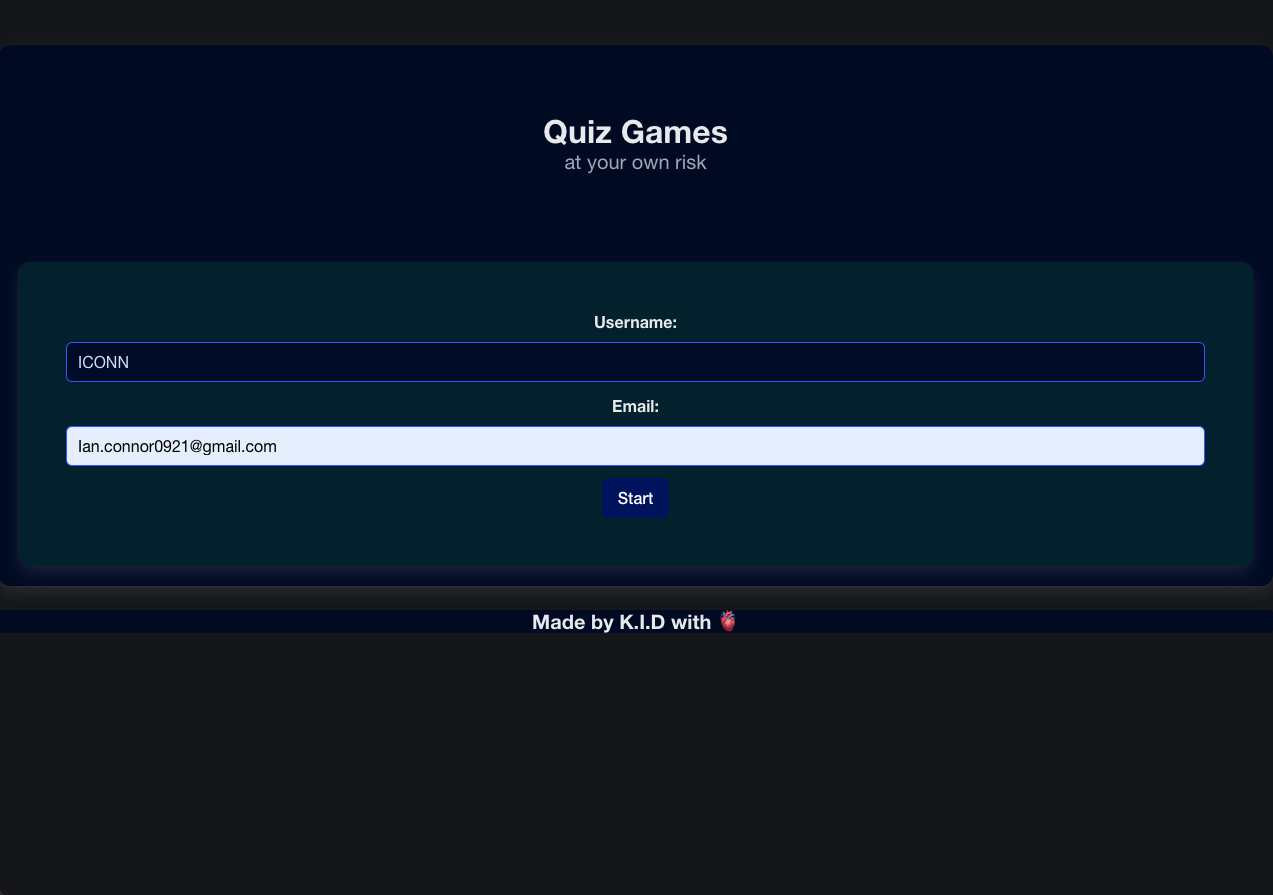 Quiz Games
at your own risk
Username:
ICONN
Email:
Ian.connor0921@gmail.com
Start
Made by K.I.D with 🫀